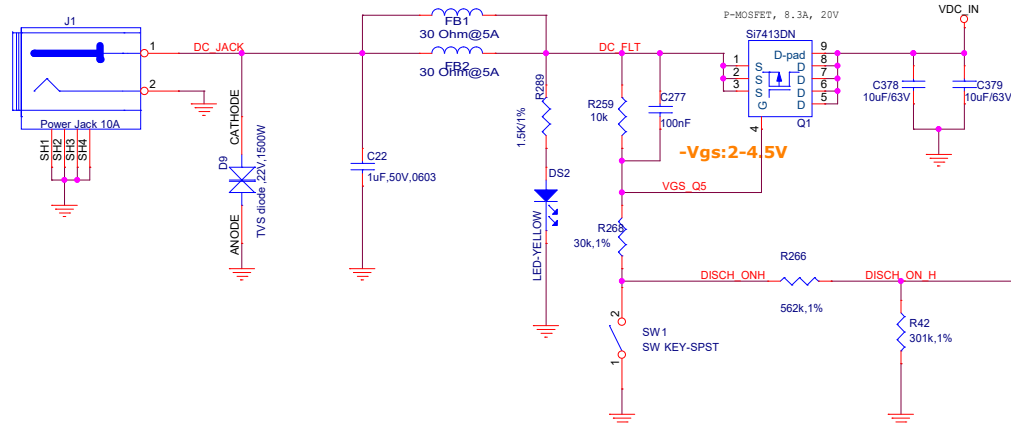 J1
1
2
Power Jack 10A
SH1
SH2
SH3
SH4
DC_JACK
CATHODE
D9
TVS diode ,22V,1500W
ANODE
C22
1uF,50V,0603
FB1
30 Ohm@5A
FB2
30 Ohm@5A
R289
1.5K/1%
DS2
LED-YELLOW
DC_FLT
R259
10k
C277
100nF
-Vgs:2-4.5V
VGS_Q5
R268
30k,1%
DISCH_ONH
2
1
SW1
SW KEY-SPST
R266
562k,1%
DISCH_ON_H
R42
301k,1%
P-MOSFET, 8.3A, 20V
Si7413DN
D-pad
1 S
2 S
3 S
G
4
9
D 8
D 7
D 6
D 5
Q1
VDC_IN
C378
10uF/63V
C379
10uF/63V